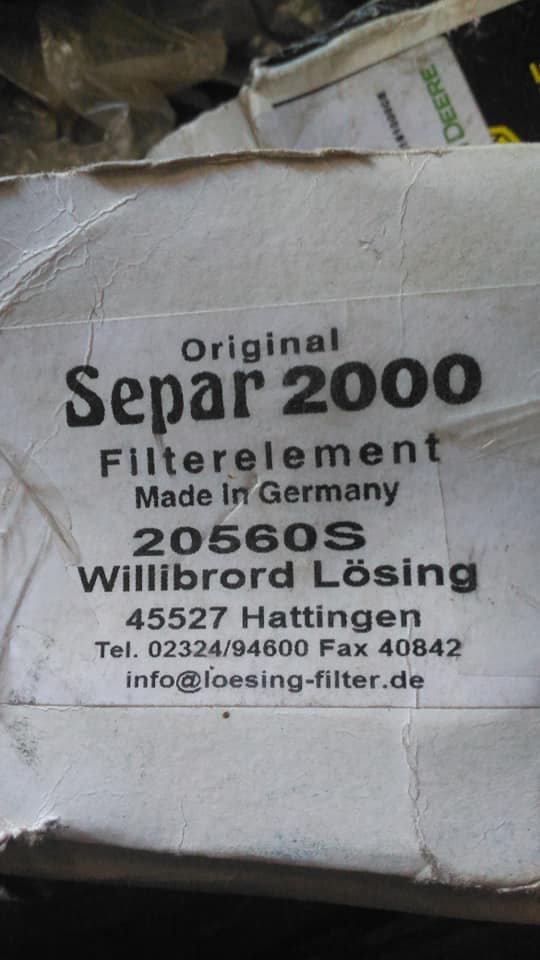 DEERE
Original
Separ 2000
Filterelement
Made in Germany
20560S
Willibrord Lösing
45527 Hattingen
Tel. 02324/94600 Fax 40842
info@loesing-filter.de